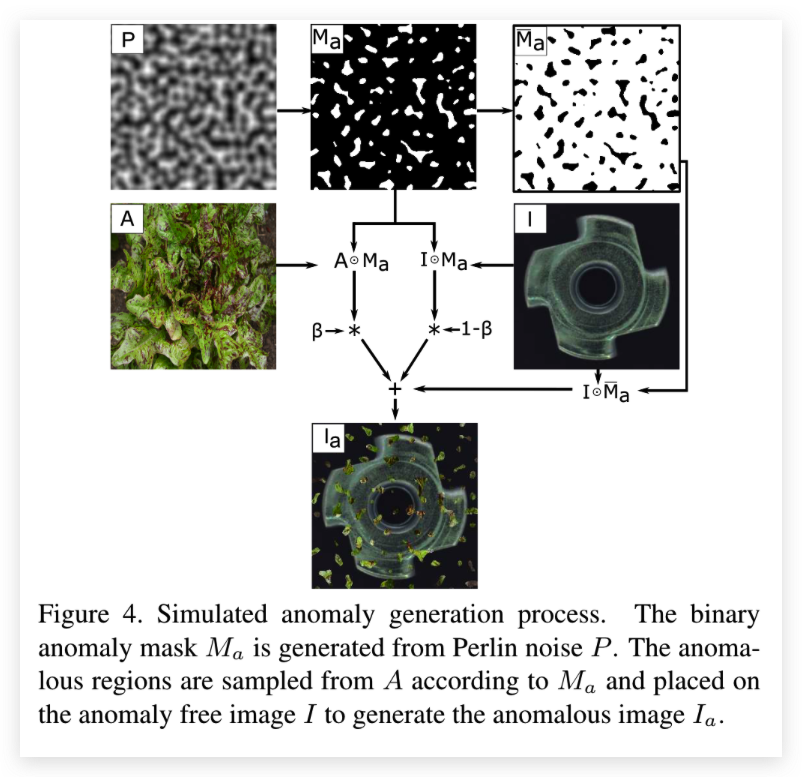 P
Ma
M̅a
A
I
A⊙Ma
I⊙Ma
β
*
*
1-β
+
I⊙M̅a
Ia
Figure 4. Simulated anomaly generation process. The binary
anomaly mask Ma is generated from Perlin noise P. The anoma-
lous regions are sampled from A according to Ma and placed on
the anomaly free image I to generate the anomalous image Ia.